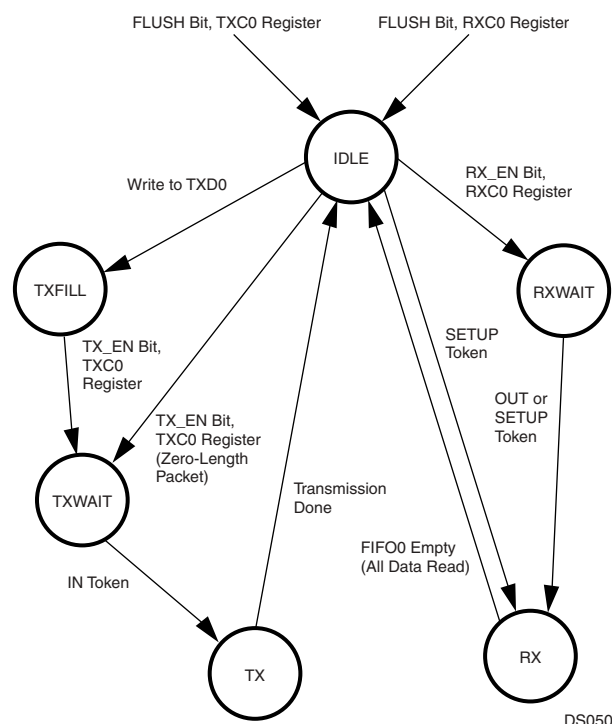 FLUSH Bit, TXC0 Register
FLUSH Bit, RXC0 Register
IDLE
Write to TXD0
RX_EN Bit,
RXC0 Register
TXFILL
RXWAIT
TX_EN Bit,
TXC0
Register
SETUP
Token
OUT or
SETUP
Token
TX_EN Bit,
TXC0 Register
(Zero-Length
Packet)
TXWAIT
Transmission
Done
FIFO0 Empty
(All Data Read)
IN Token
TX
RX
DS050